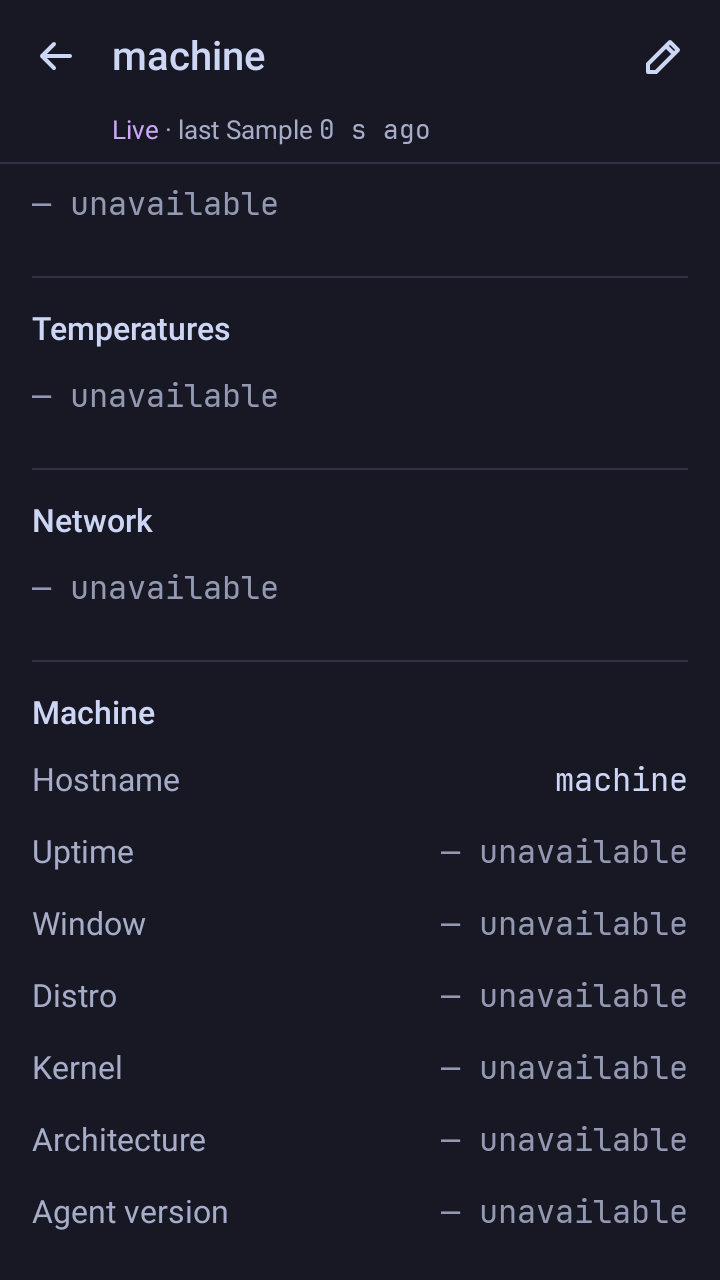 machine
Live · last Sample 0 s ago
— unavailable
Temperatures
— unavailable
Network
— unavailable
Machine
Hostname machine
Uptime — unavailable
Window — unavailable
Distro — unavailable
Kernel — unavailable
Architecture — unavailable
Agent version — unavailable